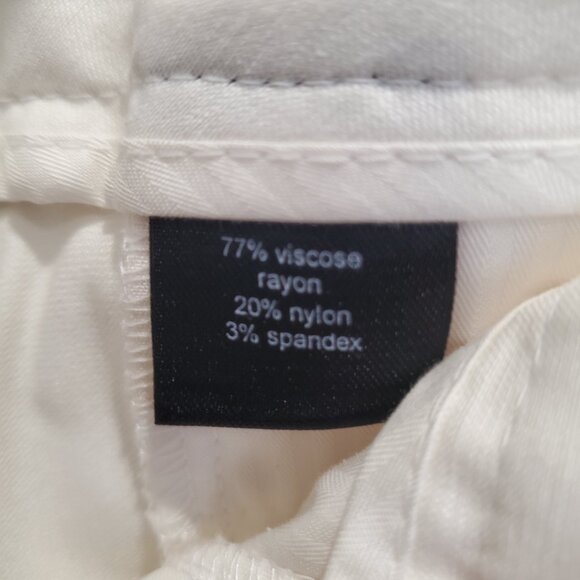 77% viscose
rayon
20% nylon
3% spandex